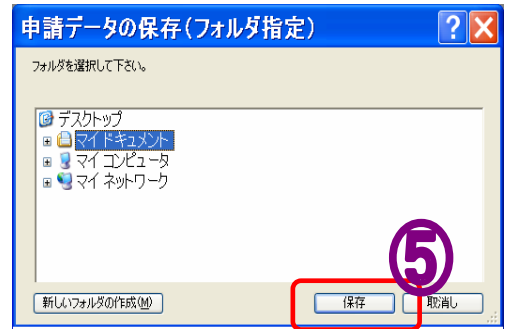 申請データの保存(フォルダ指定)
フォルダを選択して下さい。
デスクトップ
マイ ドキュメント
マイ コンピュータ
マイ ネットワーク
⑤
新しいフォルダの作成(M) 保存 取消し